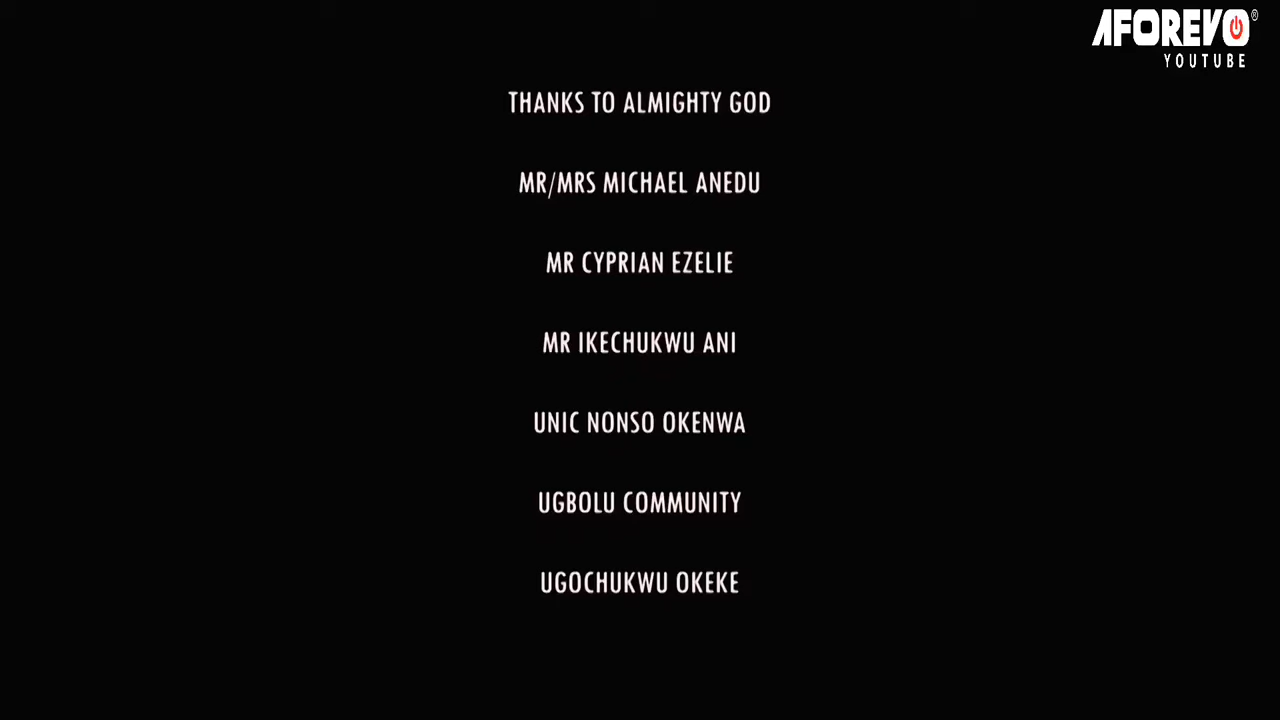 AFOREVO®
YOUTUBE
THANKS TO ALMIGHTY GOD
MR/MRS MICHAEL ANEDU
MR CYPRIAN EZELIE
MR IKECHUKWU ANI
UNIC NONSO OKENWA
UGBOLU COMMUNITY
UGOCHUKWU OKEKE